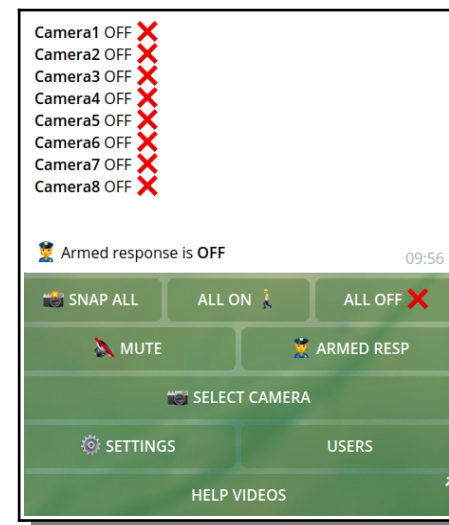 Camera1 OFF ❌
Camera2 OFF ❌
Camera3 OFF ❌
Camera4 OFF ❌
Camera5 OFF ❌
Camera6 OFF ❌
Camera7 OFF ❌
Camera8 OFF ❌
👮 Armed response is OFF
09:56
📸 SNAP ALL ALL ON 🚶 ALL OFF ❌
MUTE 👮 ARMED RESP
📷 SELECT CAMERA
⚙️ SETTINGS USERS
HELP VIDEOS